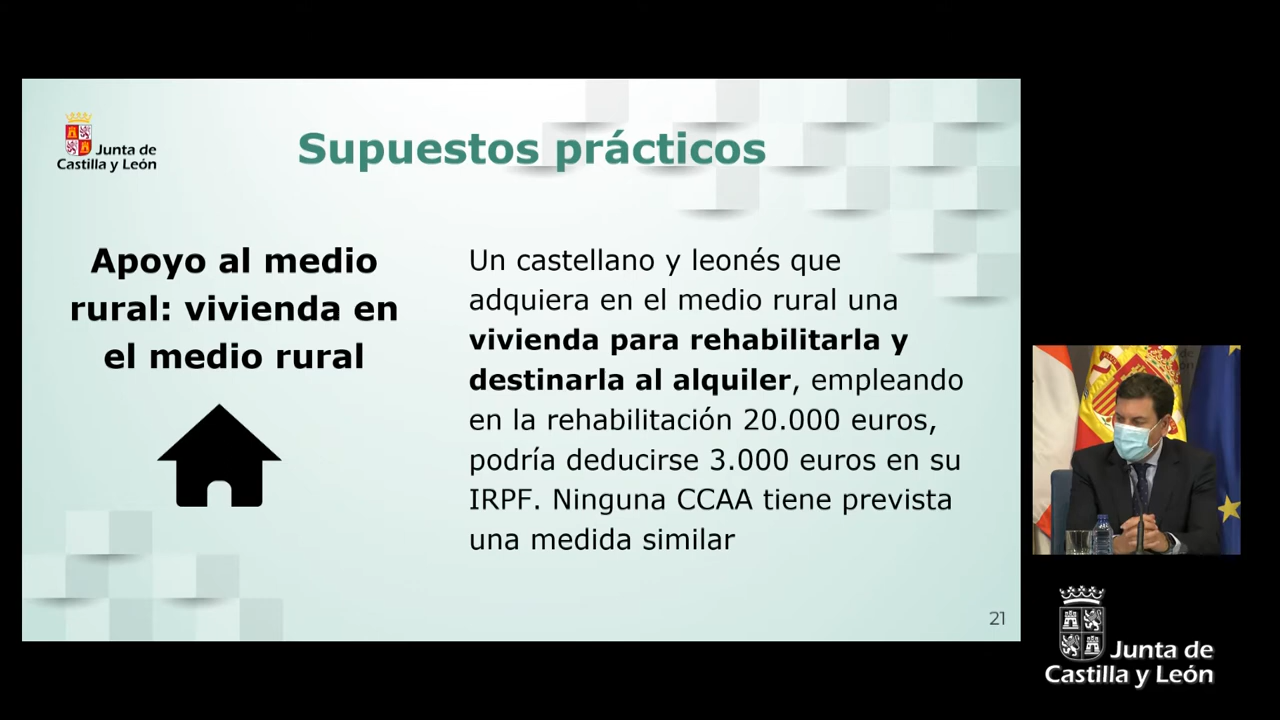 Junta de
Castilla y León
Supuestos prácticos
Apoyo al medio
rural: vivienda en
el medio rural
Un castellano y leonés que
adquiera en el medio rural una
vivienda para rehabilitarla y
destinarla al alquiler, empleando
en la rehabilitación 20.000 euros,
podría deducirse 3.000 euros en su
IRPF. Ninguna CCAA tiene prevista
una medida similar
21
Junta de
Castilla y León